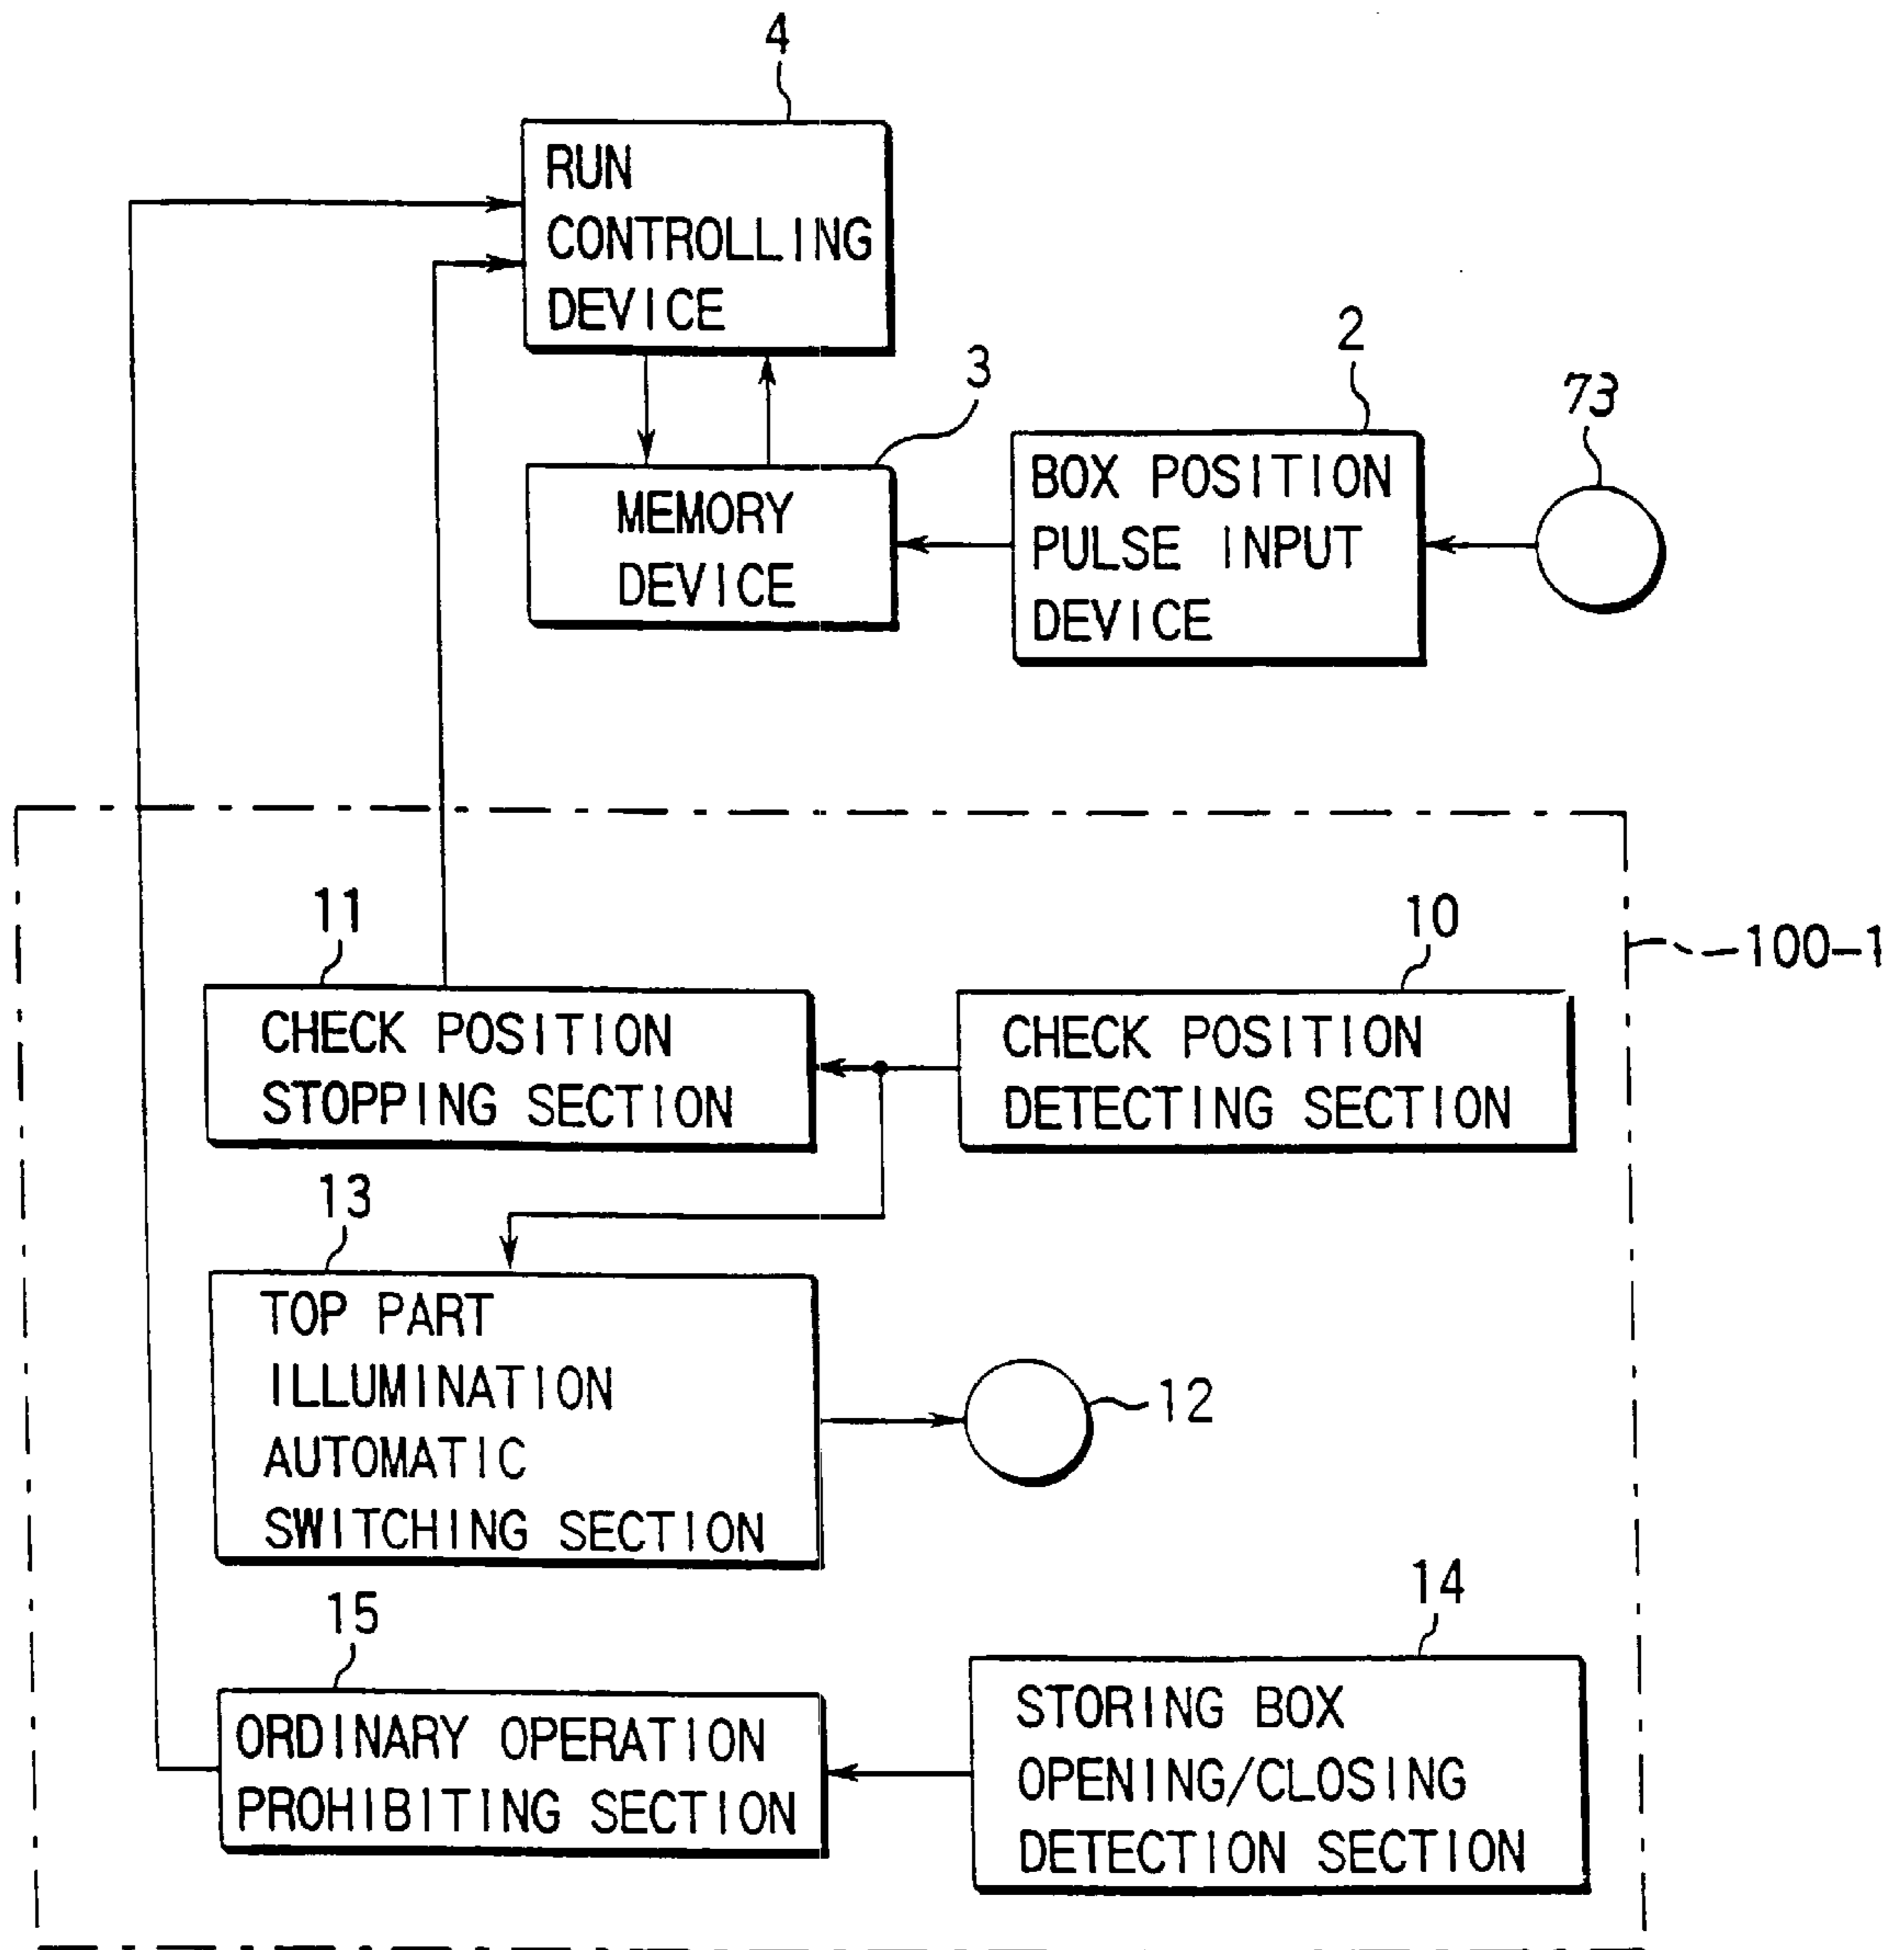 4
RUN
CONTROLLING
DEVICE
3
MEMORY
DEVICE
2
BOX POSITION
PULSE INPUT
DEVICE
73
100-1
11
CHECK POSITION
STOPPING SECTION
10
CHECK POSITION
DETECTING SECTION
13
TOP PART
ILLUMINATION
AUTOMATIC
SWITCHING SECTION
12
15
ORDINARY OPERATION
PROHIBITING SECTION
14
STORING BOX
OPENING/CLOSING
DETECTION SECTION